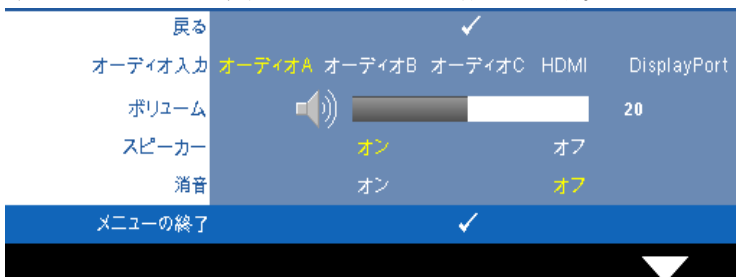 戻る
オーディオ入力 オーディオA オーディオB オーディオC HDMI DisplayPort
ボリューム 20
スピーカー オン オフ
消音 オン オフ
メニューの終了